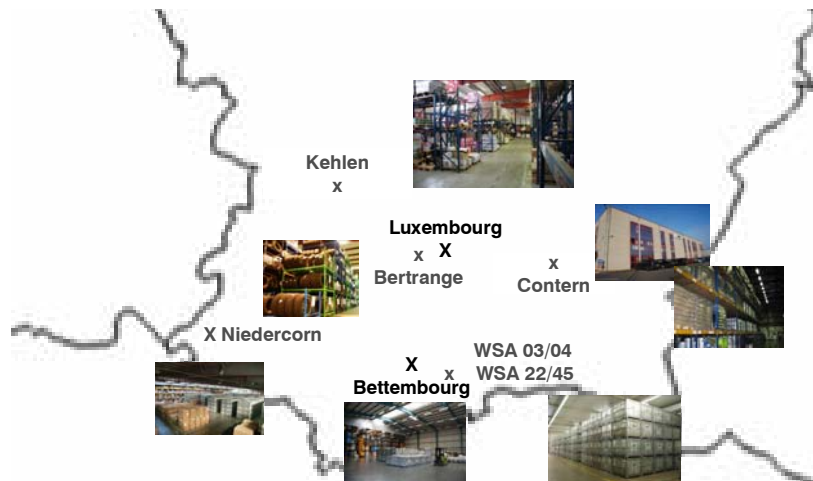 Kehlen
x
Luxembourg
x X
Bertrange
x
Contern
X Niedercorn
WSA 03/04
WSA 22/45
X
x
Bettembourg